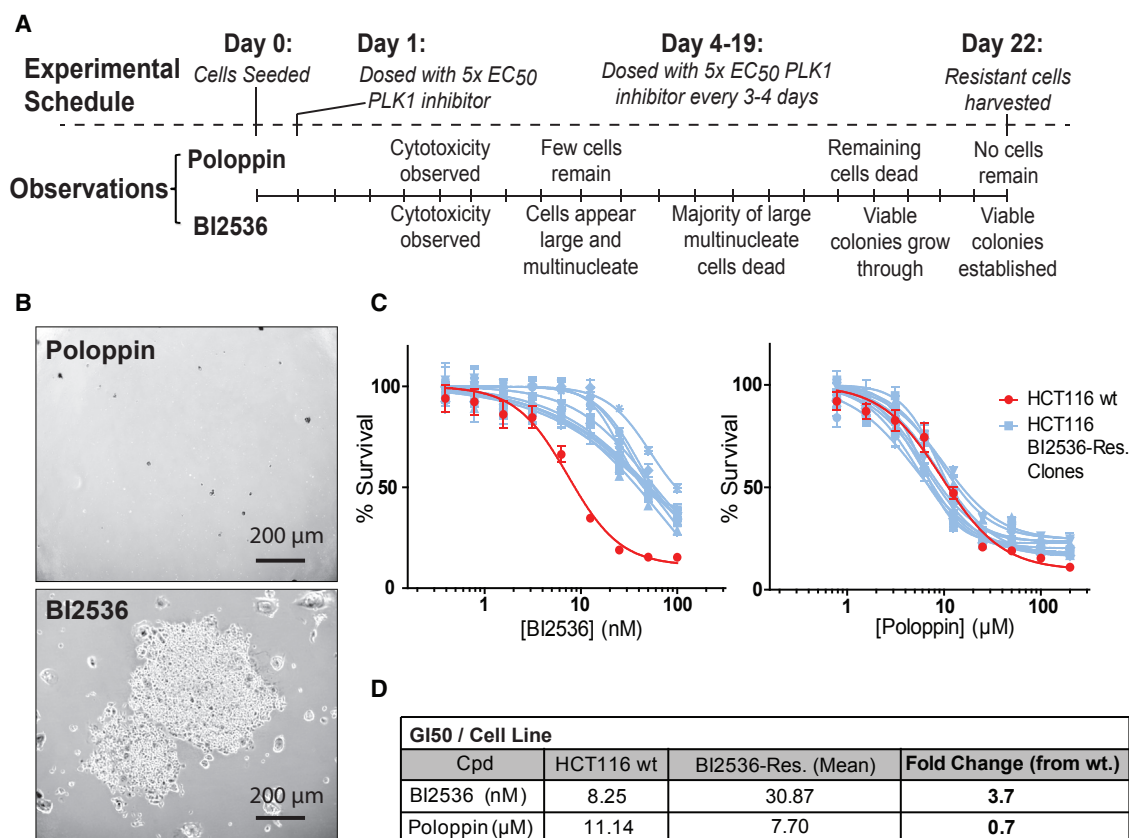 A
Experimental
Schedule
Day 0:
Cells Seeded
Day 1:
Dosed with 5x EC50
PLK1 inhibitor
Day 4-19:
Dosed with 5x EC50 PLK1
inhibitor every 3-4 days
Day 22:
Resistant cells
harvested
Observations
Poloppin
Cytotoxicity
observed
Few cells
remain
Remaining
cells dead
No cells
remain
BI2536
Cytotoxicity
observed
Cells appear
large and
multinucleate
Majority of large
multinucleate
cells dead
Viable
colonies grow
through
Viable
colonies
established
B
Poloppin
200 µm
BI2536
200 µm
C
% Survival
100
50
0
1
10
100
[BI2536] (nM)
% Survival
100
50
0
1
10
100
[Poloppin] (µM)
HCT116 wt
HCT116
BI2536-Res.
Clones
D
GI50 / Cell Line
Cpd HCT116 wt BI2536-Res. (Mean) Fold Change (from wt.)
BI2536 (nM) 8.25 30.87 3.7
Poloppin (µM) 11.14 7.70 0.7